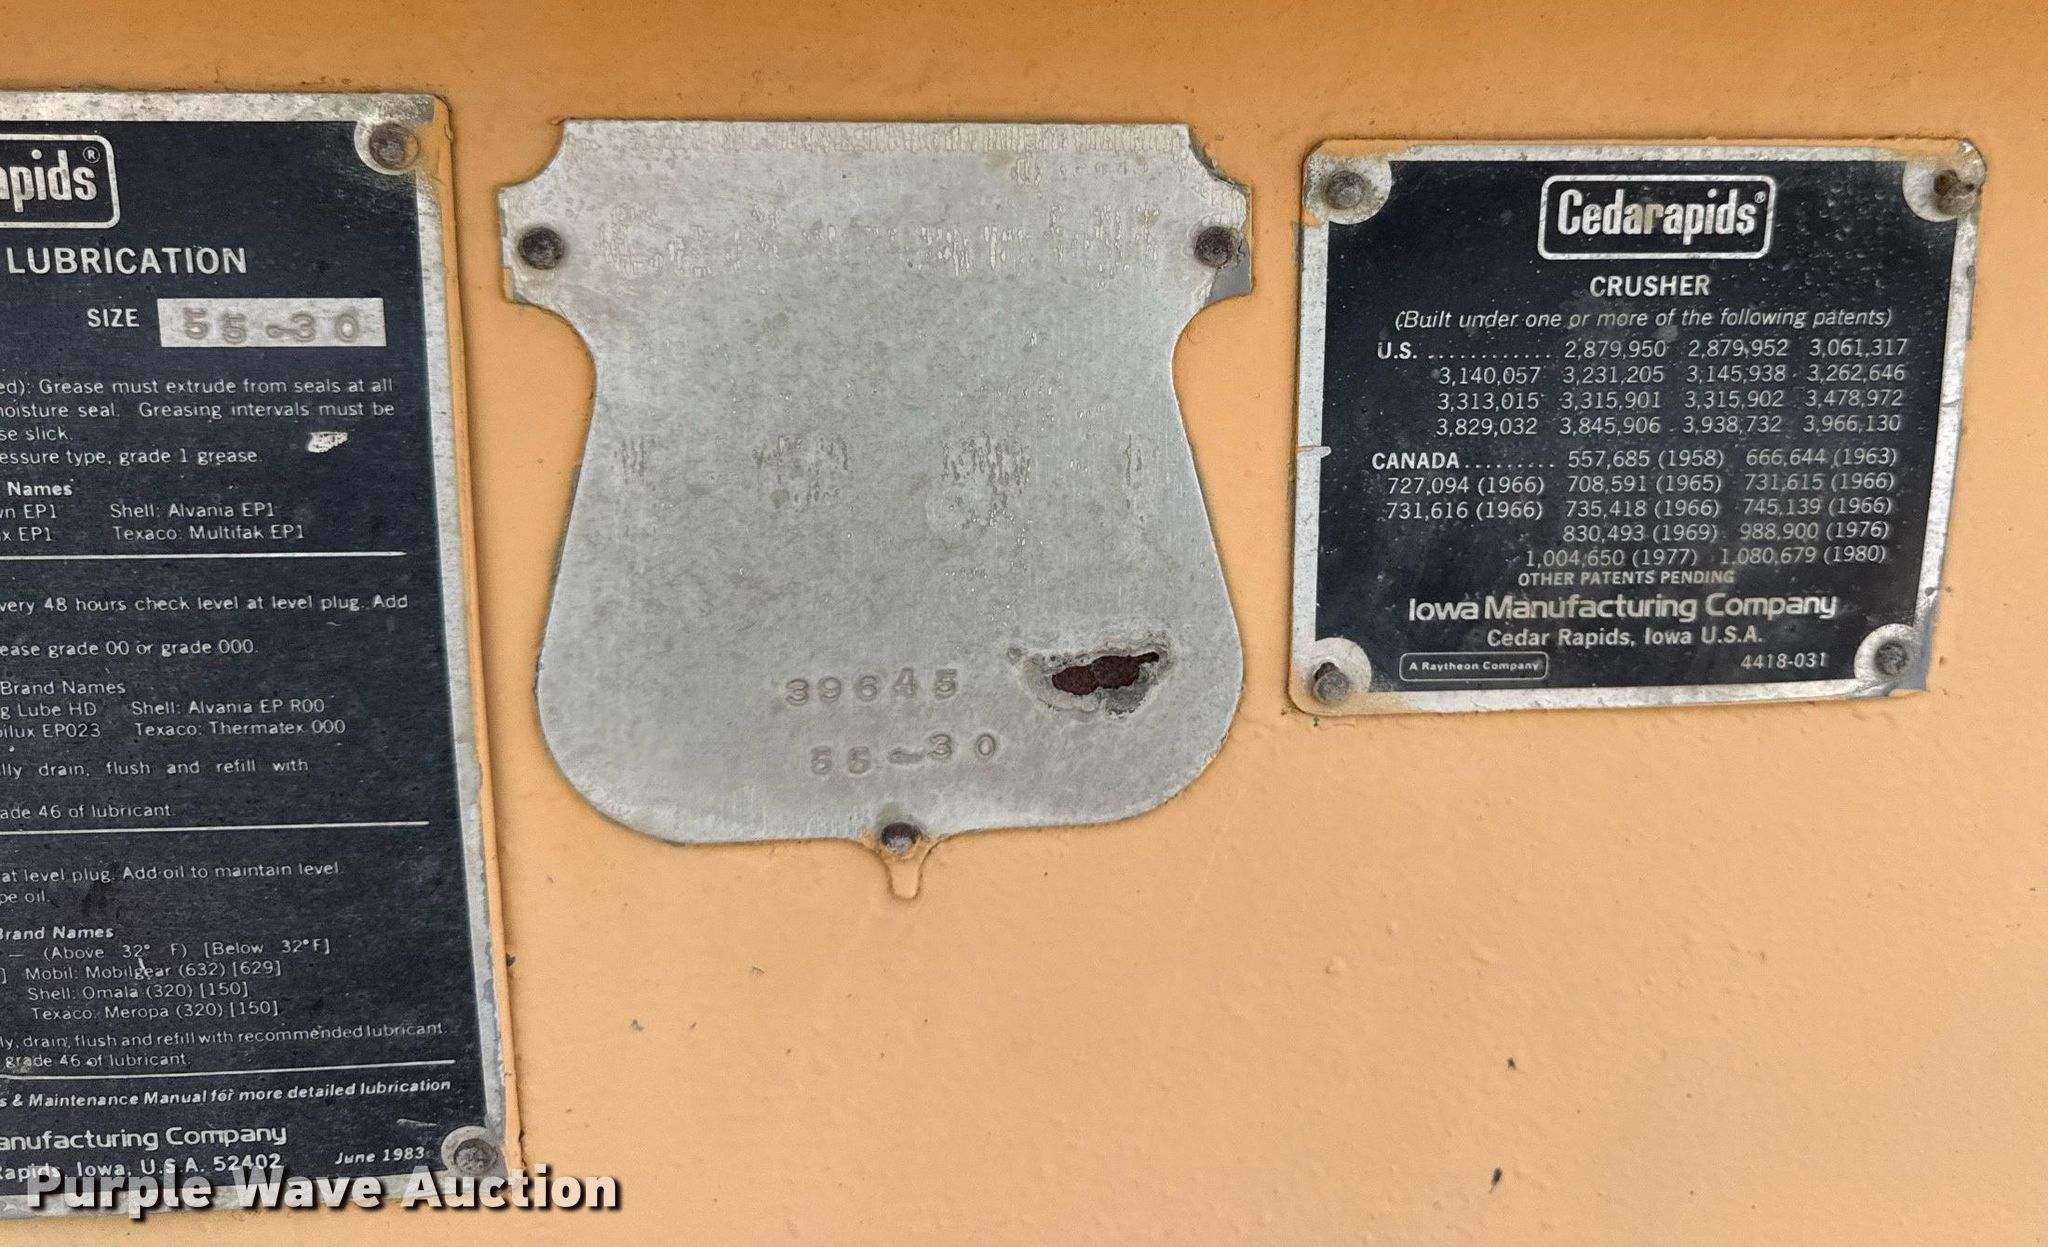 apids®
LUBRICATION
SIZE 55-30
ed): Grease must extrude from seals at all
moisture seal. Greasing intervals must be
se slick.
essure type, grade 1 grease.
Names
wn EP1 Shell: Alvania EP1
x EP1 Texaco: Multifak EP1
very 48 hours check level at level plug. Add
ease grade 00 or grade 000.
Brand Names
g Lube HD Shell: Alvania EP R00
bilux EP023 Texaco: Thermatex 000
lly drain, flush and refill with
ade 46 of lubricant.
at level plug. Add oil to maintain level
pe oil.
Brand Names
— (Above 32° F) [Below 32°F]
] Mobil: Mobilgear (632) [629]
Shell: Omala (320) [150]
Texaco: Meropa (320) [150]
ly, drain, flush and refill with recommended lubricant.
grade 46 of lubricant.
s & Maintenance Manual for more detailed lubrication
anufacturing Company
Rapids, Iowa, U.S.A. 52402 June 1983
39645
55-30
Cedarapids®
CRUSHER
(Built under one or more of the following patents)
U.S. ............ 2,879,950 2,879,952 3,061,317
3,140,057 3,231,205 3,145,938 3,262,646
3,313,015 3,315,901 3,315,902 3,478,972
3,829,032 3,845,906 3,938,732 3,966,130
CANADA ......... 557,685 (1958) 666,644 (1963)
727,094 (1966) 708,591 (1965) 731,615 (1966)
731,616 (1966) 735,418 (1966) 745,139 (1966)
830,493 (1969) 988,900 (1976)
1,004,650 (1977) 1,080,679 (1980)
OTHER PATENTS PENDING
Iowa Manufacturing Company
Cedar Rapids, Iowa U.S.A.
A Raytheon Company 4418-031
Purple Wave Auction